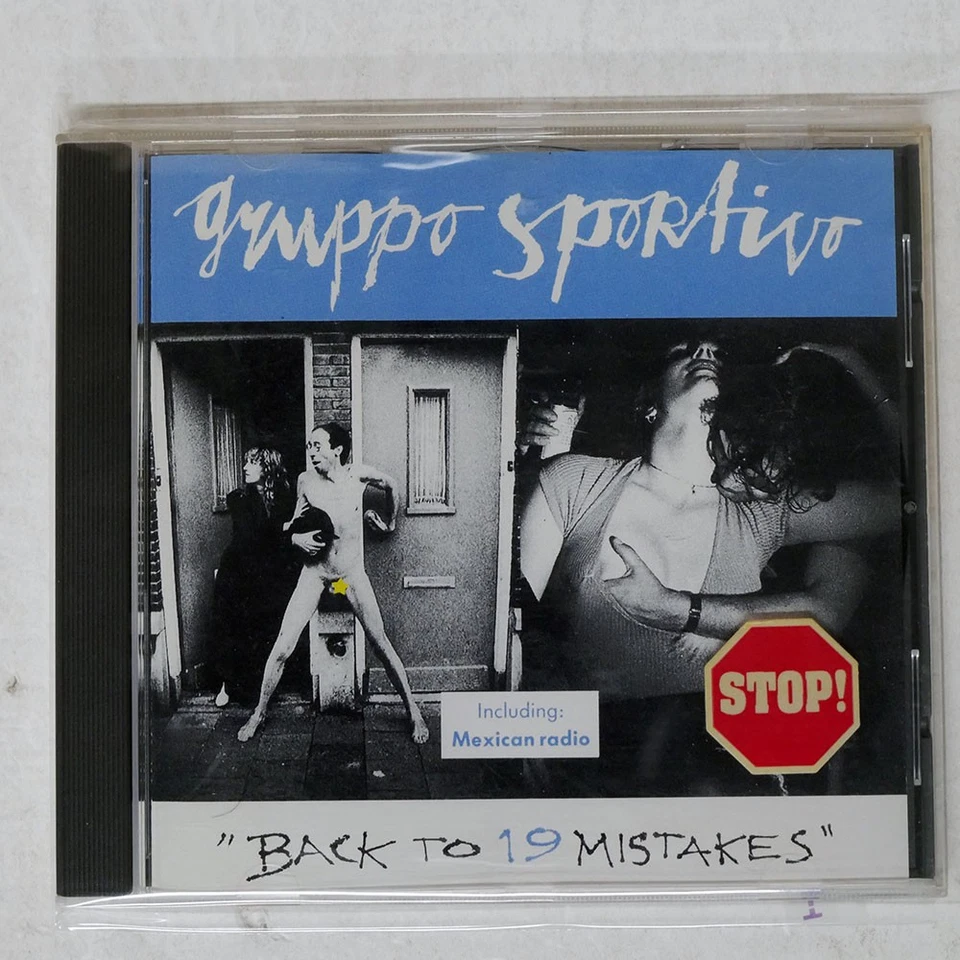 gruppo sportivo
STOP!
Including:
Mexican radio
"BACK TO 19 MISTAKES"